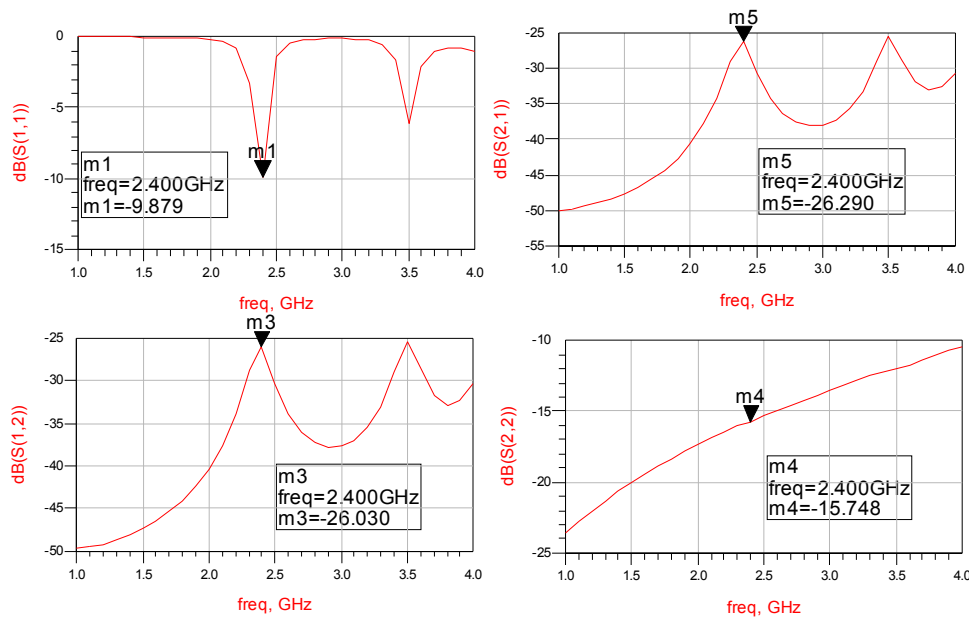 0
-5
-10
-15
dB(S(1,1))
m1
m1
freq=2.400GHz
m1=-9.879
1.0 1.5 2.0 2.5 3.0 3.5 4.0
freq, GHz
m5
-25
-30
-35
-40
-45
-50
-55
dB(S(2,1))
m5
freq=2.400GHz
m5=-26.290
1.0 1.5 2.0 2.5 3.0 3.5 4.0
freq, GHz
m3
-25
-30
-35
-40
-45
-50
dB(S(1,2))
m3
freq=2.400GHz
m3=-26.030
1.0 1.5 2.0 2.5 3.0 3.5 4.0
freq, GHz
-10
-15
-20
-25
dB(S(2,2))
m4
m4
freq=2.400GHz
m4=-15.748
1.0 1.5 2.0 2.5 3.0 3.5 4.0
freq, GHz